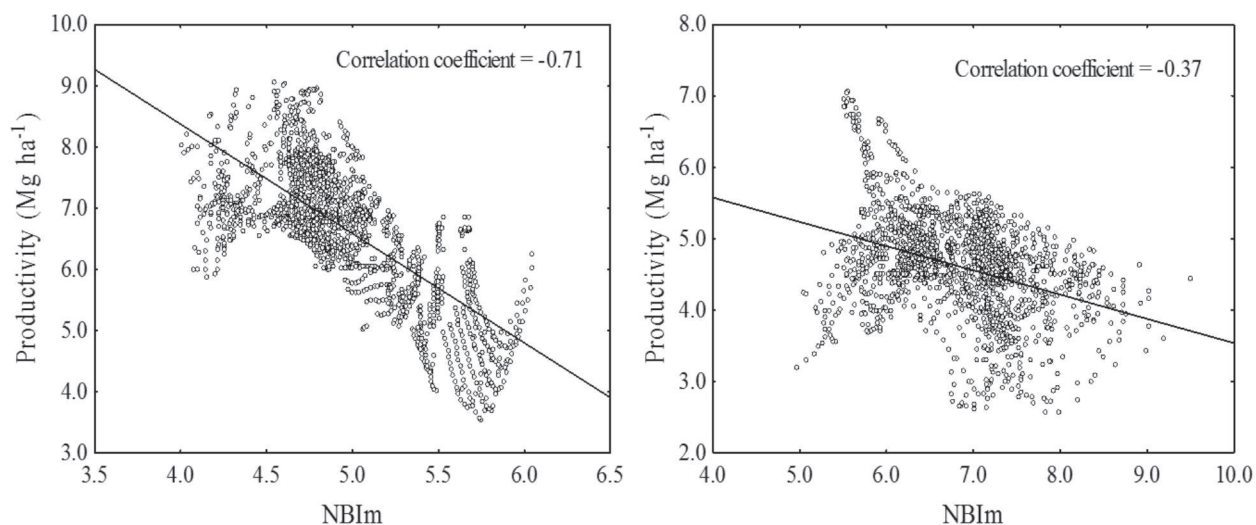 10.0
9.0
8.0
7.0
6.0
5.0
4.0
3.0
Productivity (Mg ha⁻¹)
Correlation coefficient = -0.71
3.5 4.0 4.5 5.0 5.5 6.0 6.5
NBIm
8.0
7.0
6.0
5.0
4.0
3.0
2.0
Productivity (Mg ha⁻¹)
Correlation coefficient = -0.37
4.0 5.0 6.0 7.0 8.0 9.0 10.0
NBIm